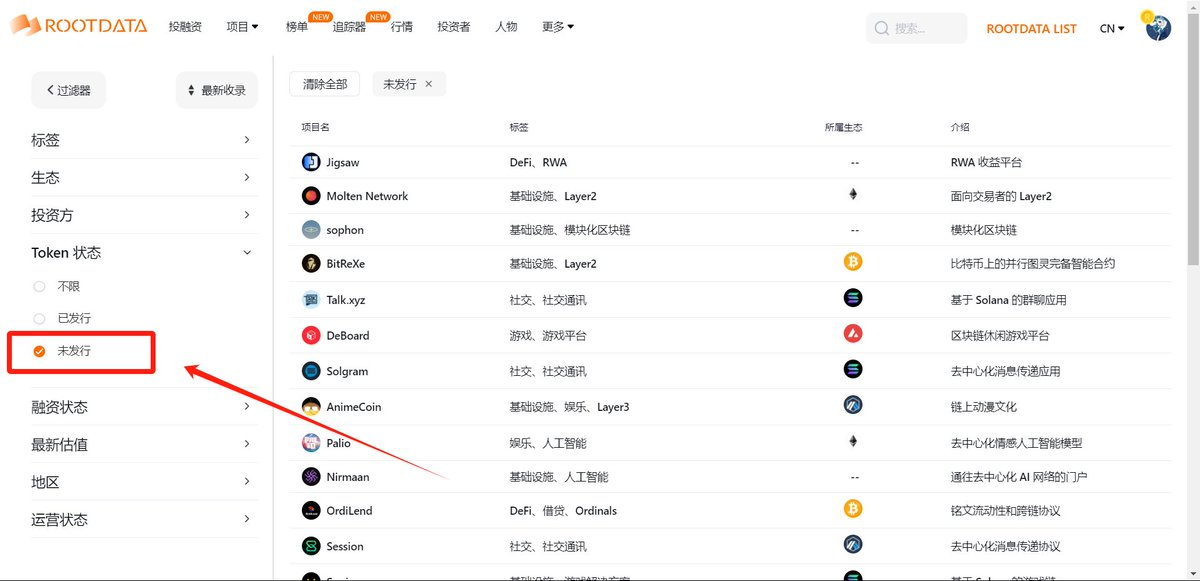 ROOTDATA 投融资 项目 榜单 NEW 追踪器 NEW 行情 投资者 人物 更多 搜索... ROOTDATA LIST CN R
过滤器 最新收录
标签
生态
投资方
Token 状态
不限
已发行
未发行
融资状态
最新估值
地区
运营状态
清除全部 未发行 ×
项目名 标签 所属生态 介绍
Jigsaw DeFi、RWA -- RWA 收益平台
Molten Network 基础设施、Layer2 面向交易者的 Layer2
sophon 基础设施、模块化区块链 -- 模块化区块链
BitReXe 基础设施、Layer2 比特币上的并行图灵完备智能合约
Talk.xyz 社交、社交通讯 基于 Solana 的群聊应用
DeBoard 游戏、游戏平台 区块链休闲游戏平台
Solgram 社交、社交通讯 去中心化消息传递应用
AnimeCoin 基础设施、娱乐、Layer3 链上动漫文化
Palio 娱乐、人工智能 去中心化情感人工智能模型
Nirmaan 基础设施、人工智能 -- 通往去中心化 AI 网络的门户
OrdiLend DeFi、借贷、Ordinals 铭文流动性和跨链协议
Session 社交、社交通讯 去中心化消息传递协议